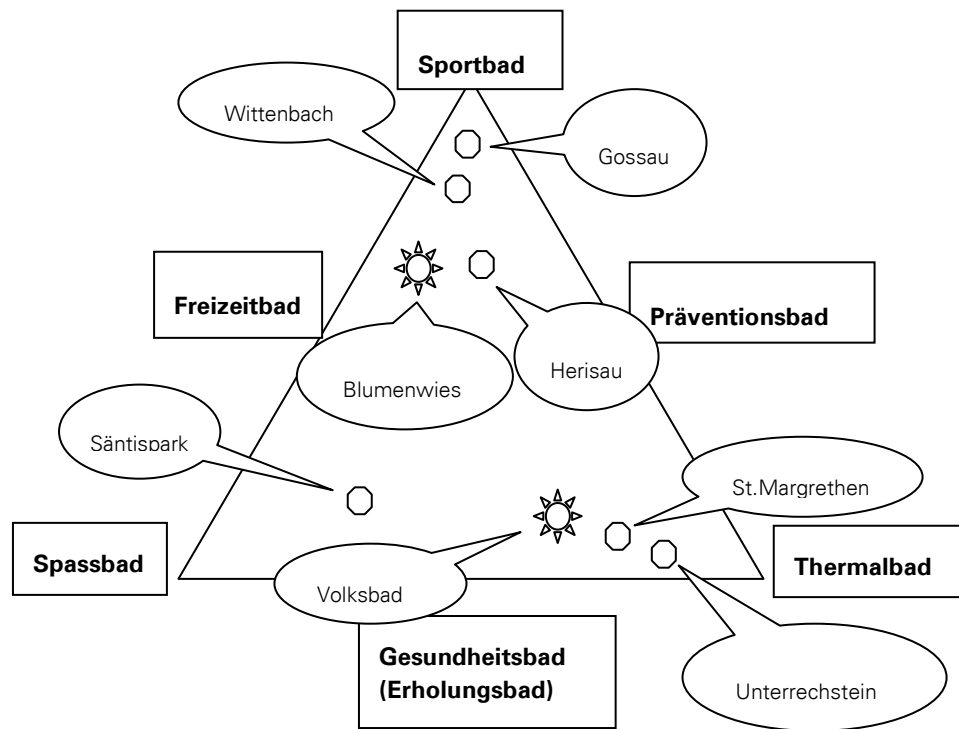 Sportbad
Wittenbach
Gossau
Freizeitbad
Präventionsbad
Herisau
Blumenwies
Säntispark
St.Margrethen
Spassbad
Thermalbad
Volksbad
Gesundheitsbad
(Erholungsbad)
Unterrechstein